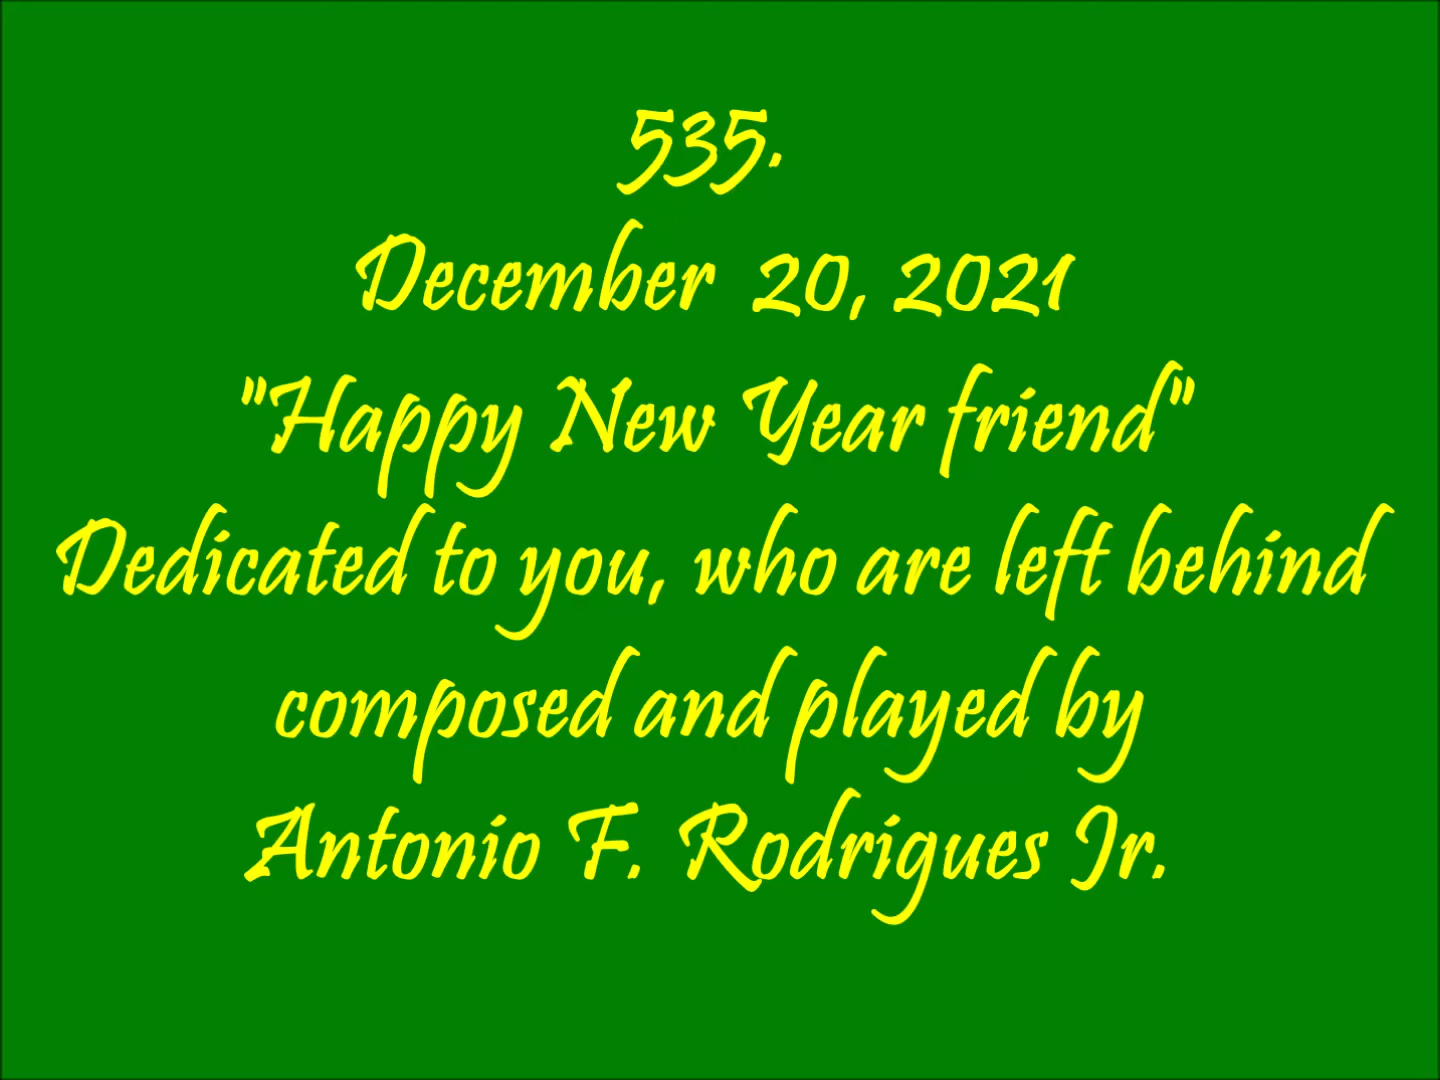 535.
December 20, 2021
"Happy New Year friend"
Dedicated to you, who are left behind
composed and played by
Antonio F. Rodrigues Jr.